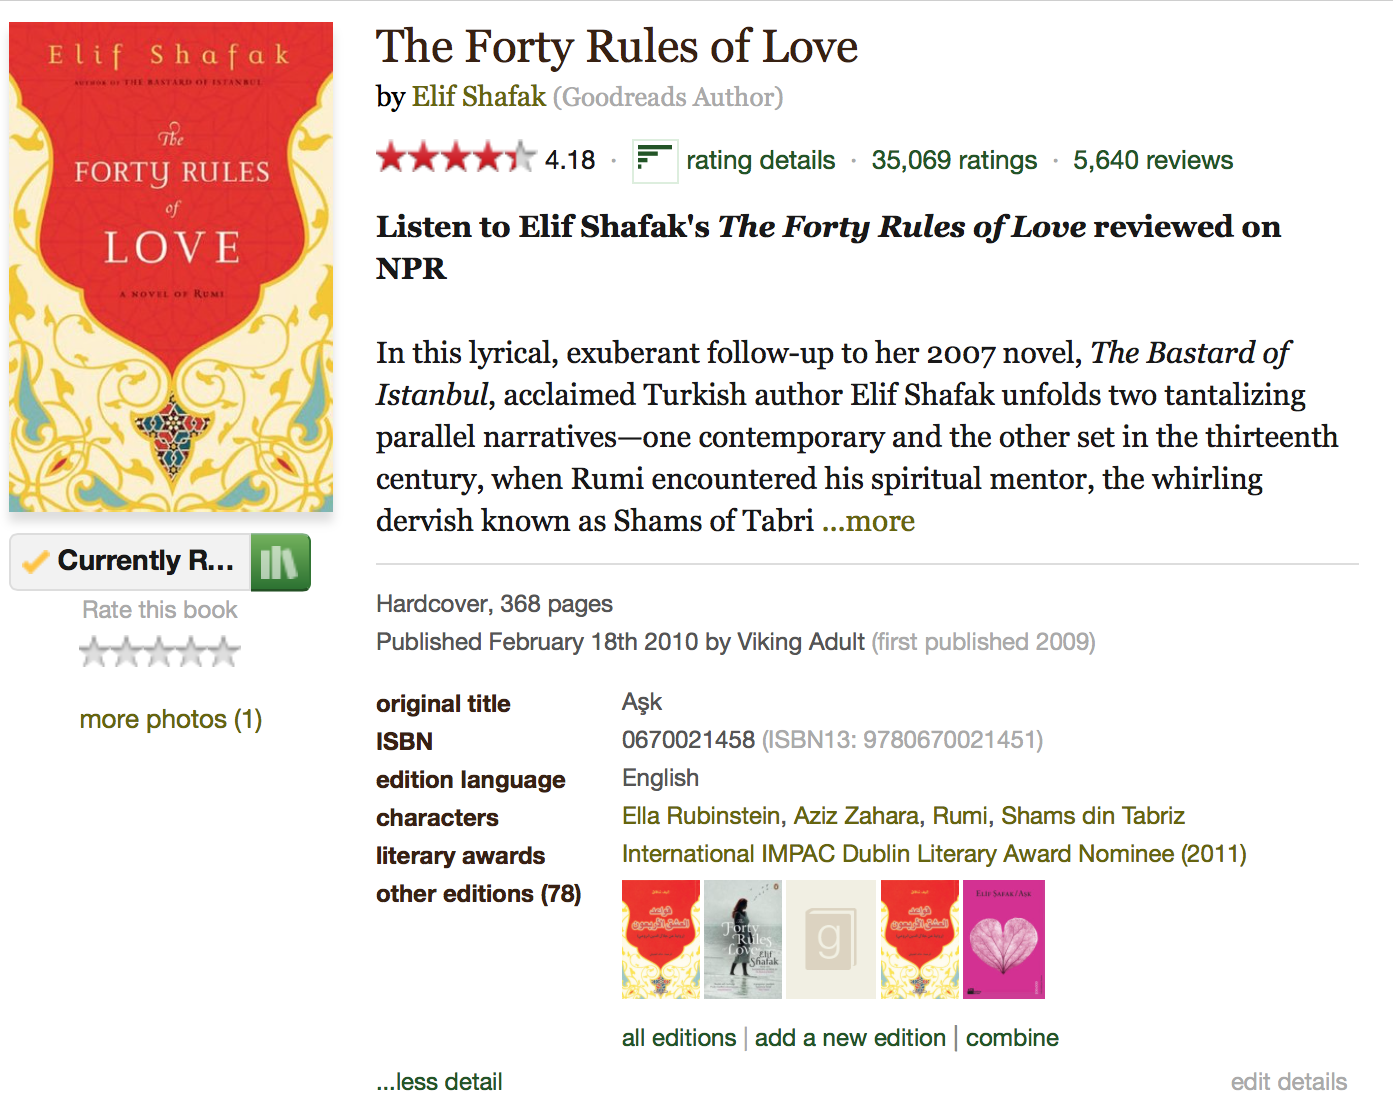 Elif Shafak
AUTHOR OF THE BASTARD OF ISTANBUL
The
FORTY RULES
of
LOVE
A NOVEL OF RUMI
Currently R...
Rate this book
more photos (1)
The Forty Rules of Love
by Elif Shafak (Goodreads Author)
4.18 · rating details · 35,069 ratings · 5,640 reviews
Listen to Elif Shafak's The Forty Rules of Love reviewed on
NPR
In this lyrical, exuberant follow-up to her 2007 novel, The Bastard of
Istanbul, acclaimed Turkish author Elif Shafak unfolds two tantalizing
parallel narratives—one contemporary and the other set in the thirteenth
century, when Rumi encountered his spiritual mentor, the whirling
dervish known as Shams of Tabri ...more
Hardcover, 368 pages
Published February 18th 2010 by Viking Adult (first published 2009)
original title Aşk
ISBN 0670021458 (ISBN13: 9780670021451)
edition language English
characters Ella Rubinstein, Aziz Zahara, Rumi, Shams din Tabriz
literary awards International IMPAC Dublin Literary Award Nominee (2011)
other editions (78)
قواعد
العشق الأربعون
Forty
Rules
Love
Elif
Shafak
g
قواعد
العشق الأربعون
ELIF ŞAFAK / AŞK
all editions | add a new edition | combine
...less detail
edit details